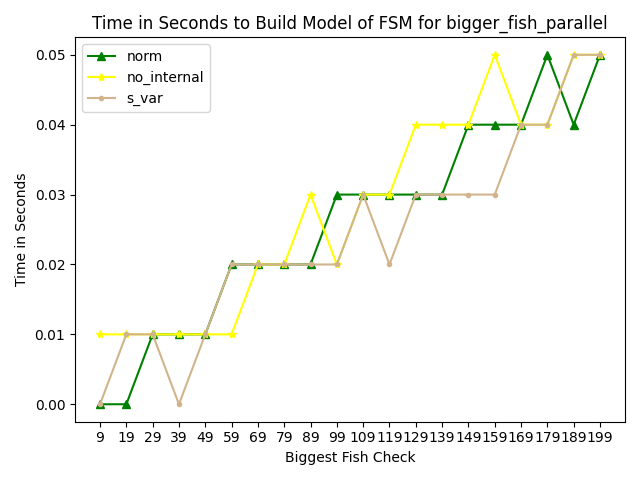 Time in Seconds to Build Model of FSM for bigger_fish_parallel
norm
no_internal
s_var
Time in Seconds
0.05
0.04
0.03
0.02
0.01
0.00
9 19 29 39 49 59 69 79 89 99 109 119 129 139 149 159 169 179 189 199
Biggest Fish Check